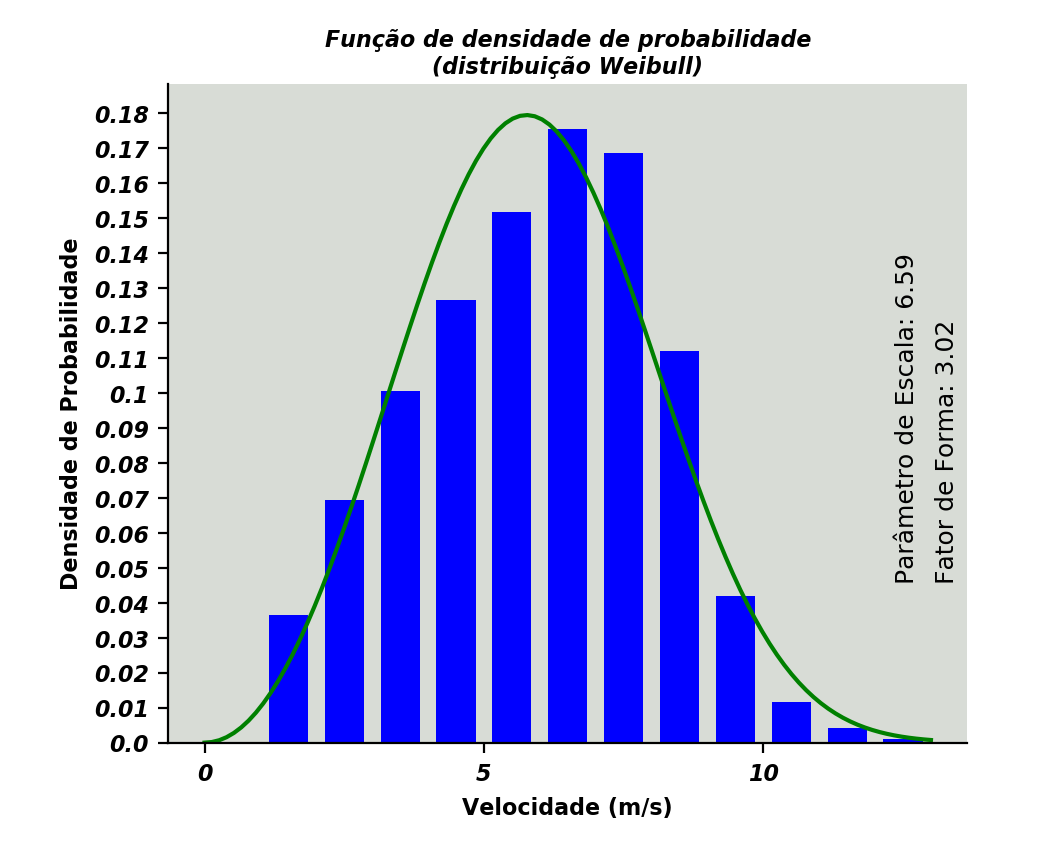 Função de densidade de probabilidade
(distribuição Weibull)
Densidade de Probabilidade
0.18
0.17
0.16
0.15
0.14
0.13
0.12
0.11
0.1
0.09
0.08
0.07
0.06
0.05
0.04
0.03
0.02
0.01
0.0
Parâmetro de Escala: 6.59
Fator de Forma: 3.02
0 5 10
Velocidade (m/s)